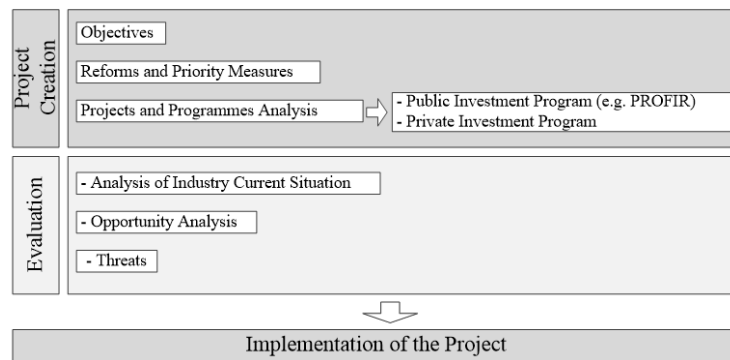 Project
Creation
Objectives
Reforms and Priority Measures
Projects and Programmes Analysis
- Public Investment Program (e.g. PROFIR)
- Private Investment Program
Evaluation
- Analysis of Industry Current Situation
- Opportunity Analysis
- Threats
Implementation of the Project